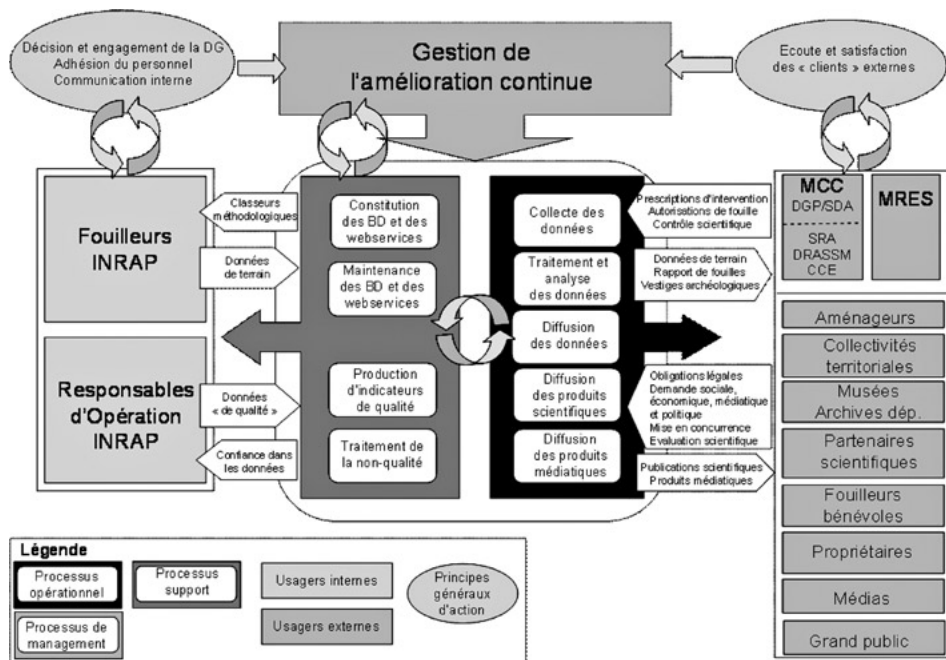 Décision et engagement de la DG
Adhésion du personnel
Communication interne
Gestion de
l'amélioration continue
Ecoute et satisfaction
des « clients » externes
Fouilleurs
INRAP
Responsables
d'Opération
INRAP
Classeurs
méthodologiques
Données
de terrain
Données
« de qualité »
Confiance dans
les données
Constitution
des BD et des
webservices
Maintenance
des BD et des
webservices
Production
d'indicateurs
de qualité
Traitement de
la non-qualité
Collecte des
données
Traitement et
analyse
des données
Diffusion
des données
Diffusion
des produits
scientifiques
Diffusion
des produits
médiatiques
Prescriptions d'intervention
Autorisations de fouille
Contrôle scientifique
Données de terrain
Rapport de fouilles
Vestiges archéologiques
Obligations légales
Demande sociale,
économique, médiatique
et politique
Mise en concurrence
Evaluation scientifique
Publications scientifiques
Produits médiatiques
MCC
DGP/SDA
SRA
DRASSM
CCE
MRES
Aménageurs
Collectivités
territoriales
Musées
Archives dép.
Partenaires
scientifiques
Fouilleurs
bénévoles
Propriétaires
Médias
Grand public
Légende
Processus
opérationnel
Processus
support
Processus de
management
Usagers internes
Usagers externes
Principes
généraux
d'action